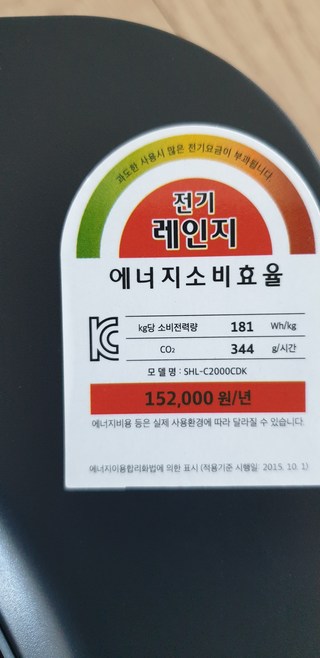 과도한 사용시 많은 전기요금이 부과됩니다.
전기
레인지
에너지소비효율
kg당 소비전력량 181 Wh/kg
CO₂ 344 g/시간
모 델 명 : SHL-C2000CDK
152,000 원/년
에너지비용 등은 실제 사용환경에 따라 달라질 수 있습니다.
에너지이용합리화법에 의한 표시 (적용기준 시행일 2015. 10. 1)